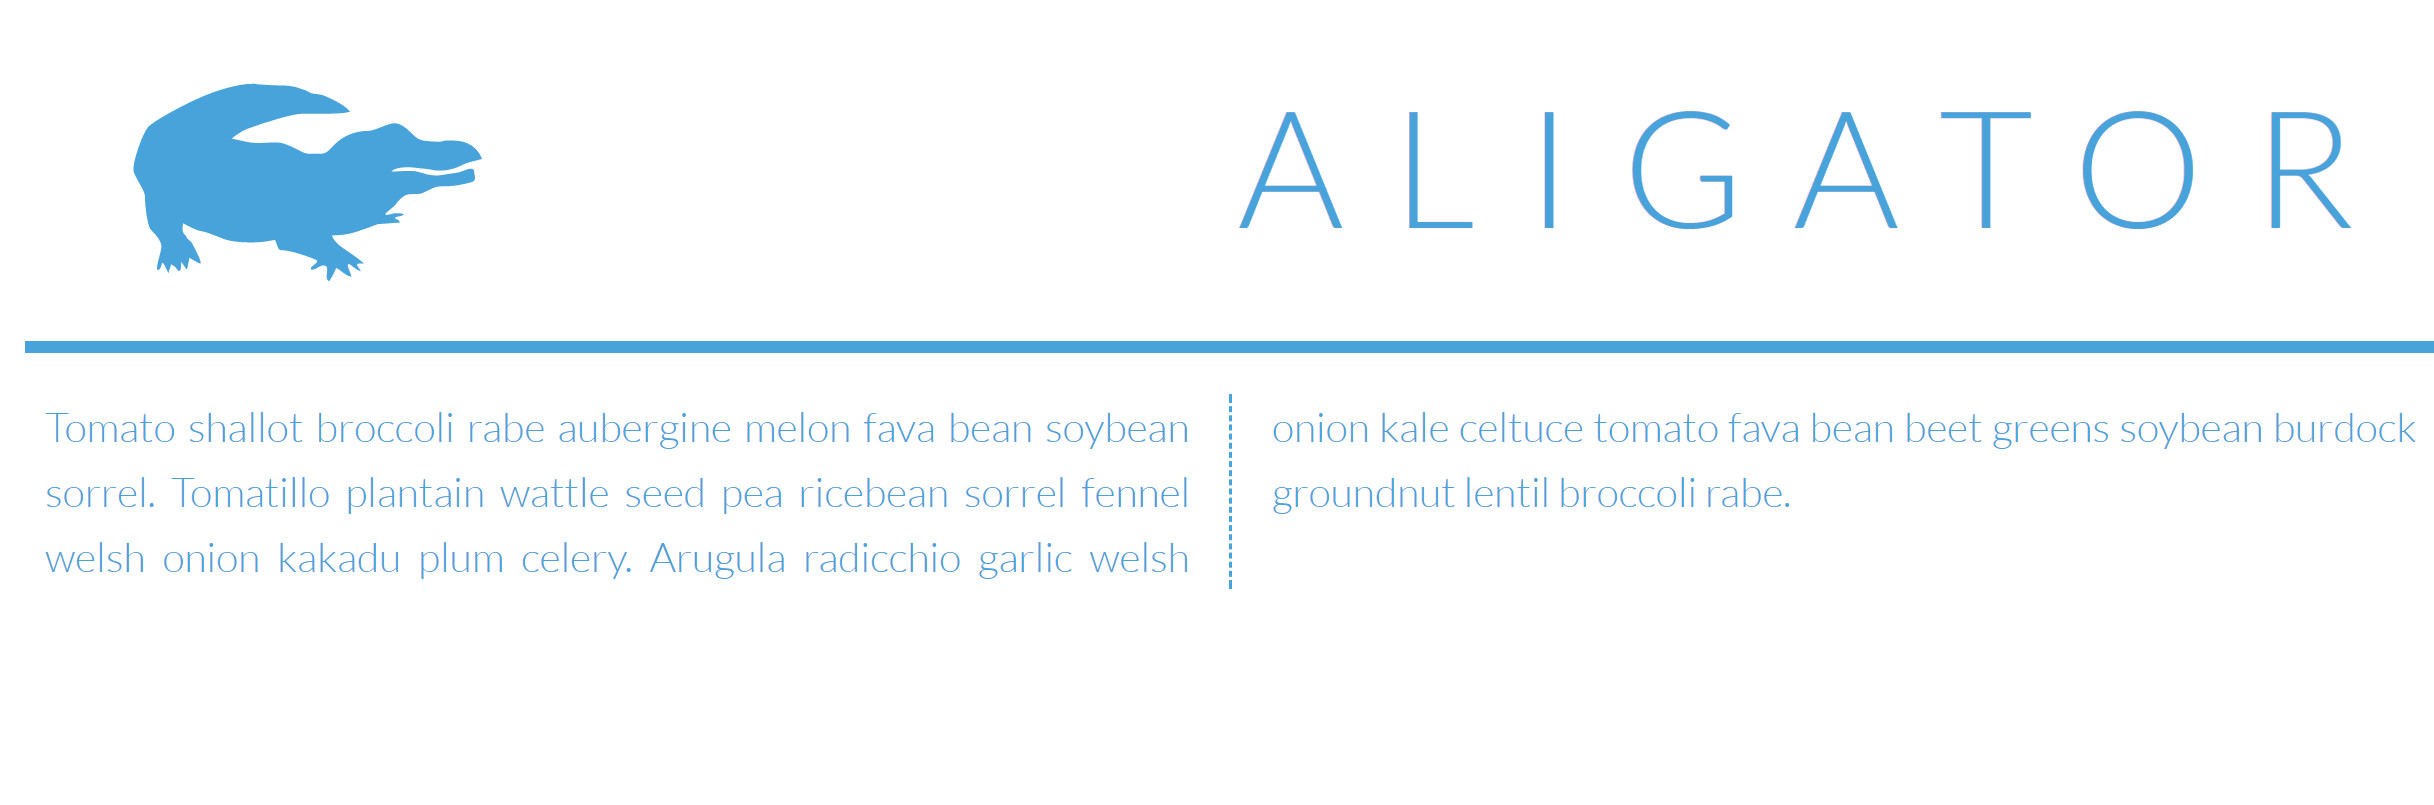 ALIGATOR
Tomato shallot broccoli rabe aubergine melon fava bean soybean
sorrel. Tomatillo plantain wattle seed pea ricebean sorrel fennel
welsh onion kakadu plum celery. Arugula radicchio garlic welsh
onion kale celtuce tomato fava bean beet greens soybean burdock
groundnut lentil broccoli rabe.